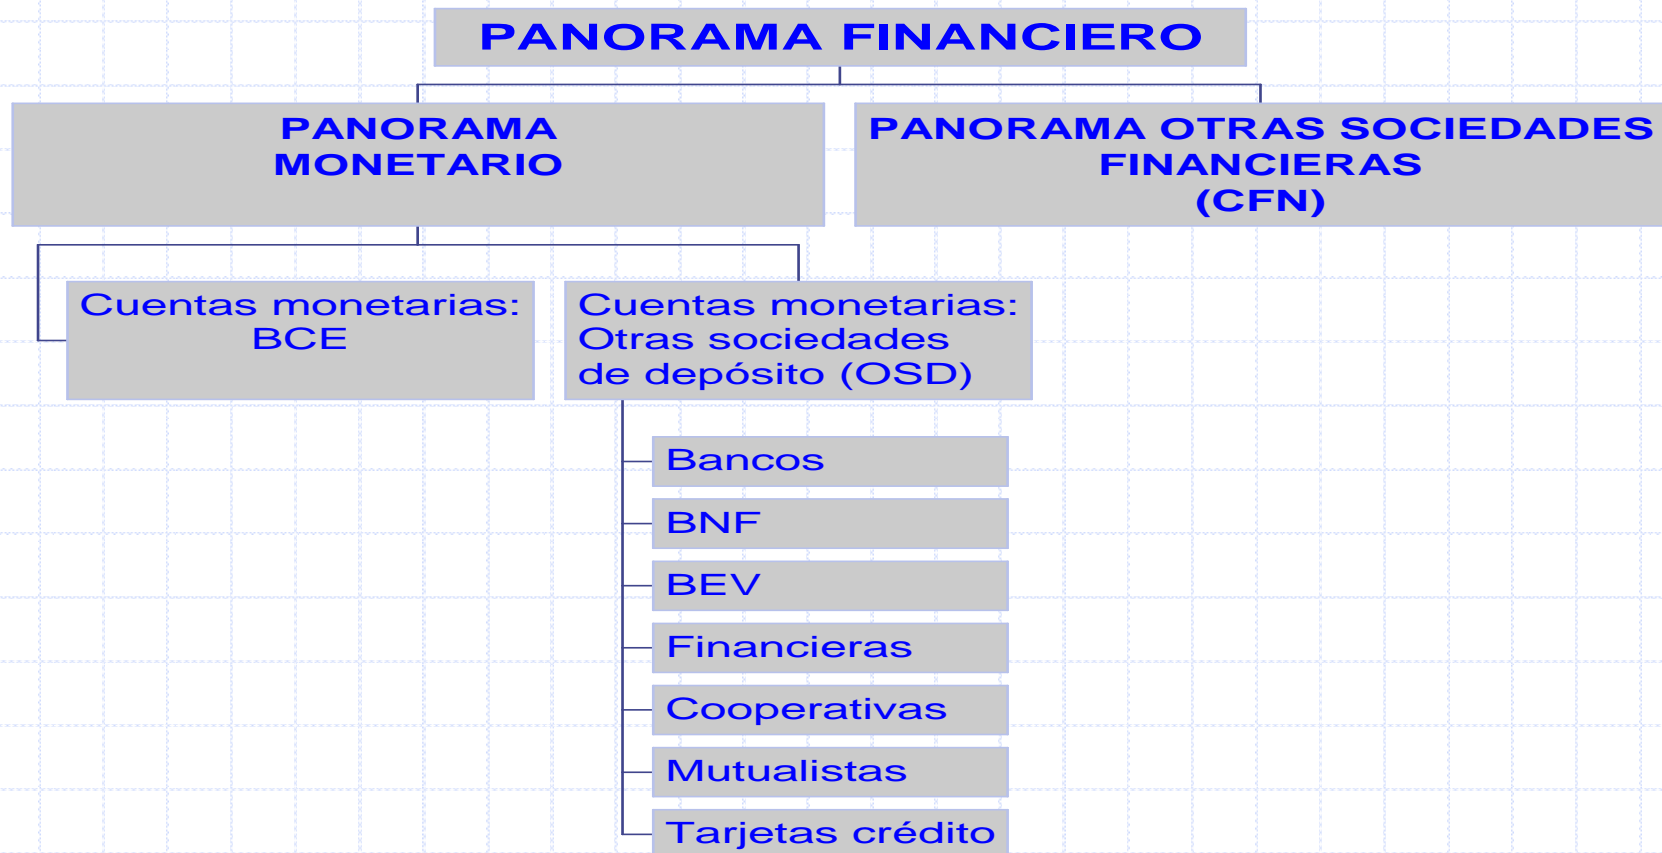 PANORAMA FINANCIERO
PANORAMA
MONETARIO
PANORAMA OTRAS SOCIEDADES
FINANCIERAS
(CFN)
Cuentas monetarias:
BCE
Cuentas monetarias:
Otras sociedades
de depósito (OSD)
Bancos
BNF
BEV
Financieras
Cooperativas
Mutualistas
Tarjetas crédito